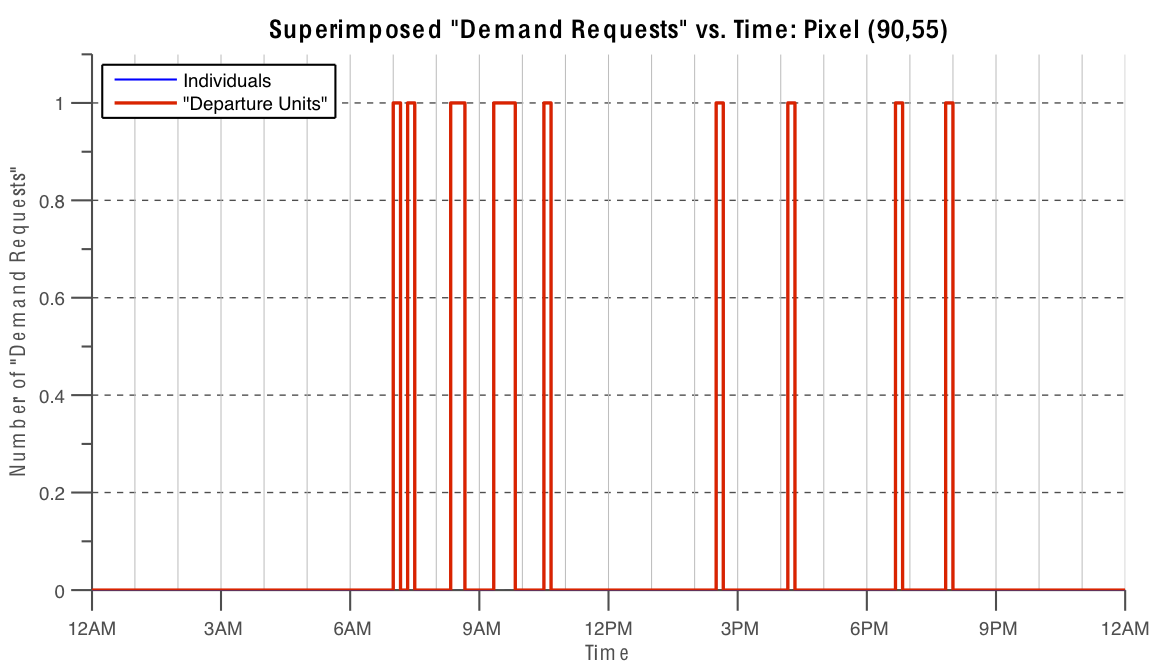 Superimposed "Demand Requests" vs. Time: Pixel (90,55)
Individuals
"Departure Units"
Number of "Demand Requests"
1
0.8
0.6
0.4
0.2
0
12AM 3AM 6AM 9AM 12PM 3PM 6PM 9PM 12AM
Time